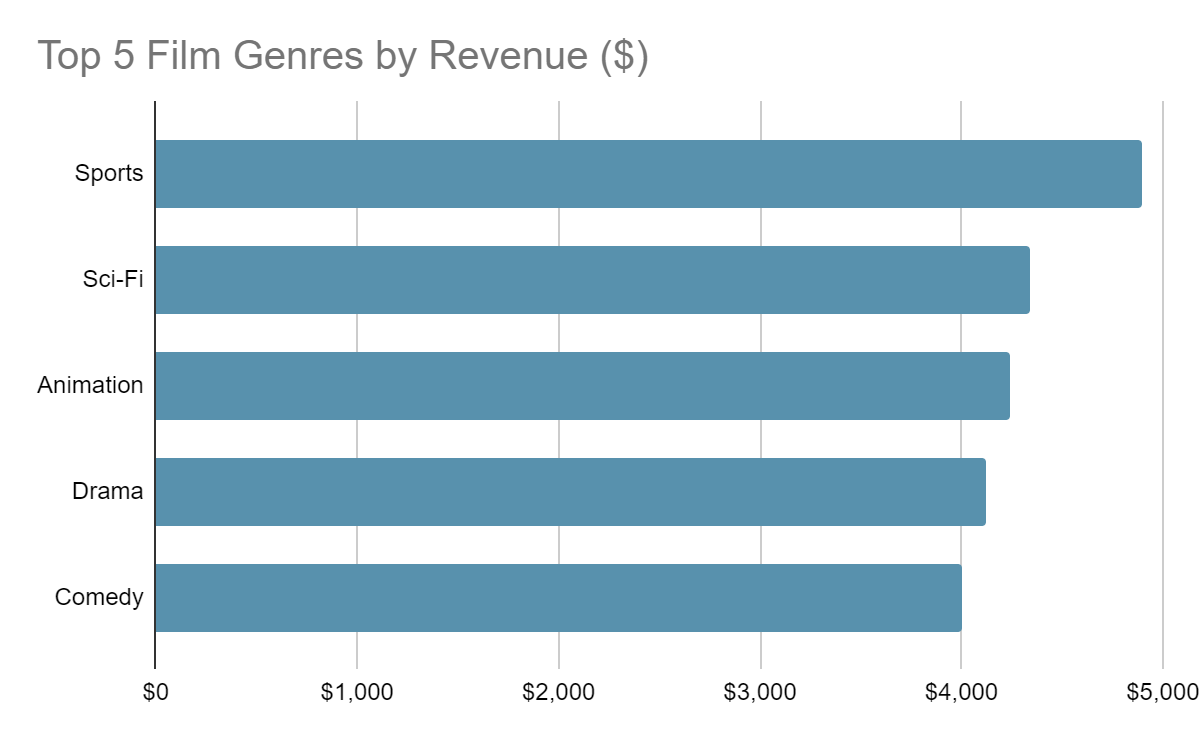 Top 5 Film Genres by Revenue ($)
Sports
Sci-Fi
Animation
Drama
Comedy
$0 $1,000 $2,000 $3,000 $4,000 $5,000